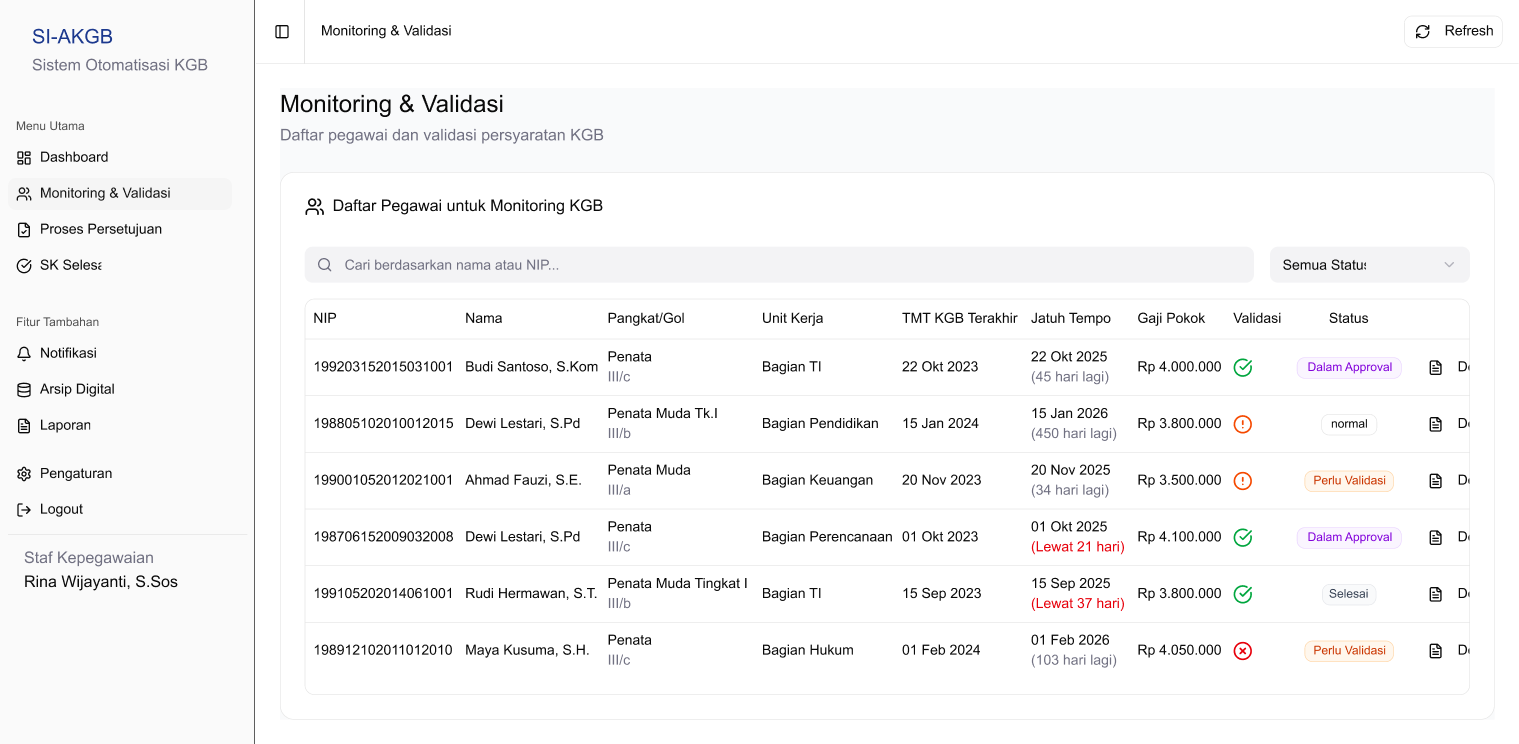 SI-AKGB
Sistem Otomatisasi KGB
Menu Utama
Dashboard
Monitoring & Validasi
Proses Persetujuan
SK Selesa
Fitur Tambahan
Notifikasi
Arsip Digital
Laporan
Pengaturan
Logout
Staf Kepegawaian
Rina Wijayanti, S.Sos
Monitoring & Validasi
Refresh
Monitoring & Validasi
Daftar pegawai dan validasi persyaratan KGB
Daftar Pegawai untuk Monitoring KGB
Cari berdasarkan nama atau NIP...
Semua Status
NIP Nama Pangkat/Gol Unit Kerja TMT KGB Terakhir Jatuh Tempo Gaji Pokok Validasi Status
199203152015031001 Budi Santoso, S.Kom Penata Bagian TI 22 Okt 2023 22 Okt 2025 Rp 4.000.000 Dalam Approval
III/c (45 hari lagi)
198805102010012015 Dewi Lestari, S.Pd Penata Muda Tk.I Bagian Pendidikan 15 Jan 2024 15 Jan 2026 Rp 3.800.000 normal
III/b (450 hari lagi)
199001052012021001 Ahmad Fauzi, S.E. Penata Muda Bagian Keuangan 20 Nov 2023 20 Nov 2025 Rp 3.500.000 Perlu Validasi
III/a (34 hari lagi)
198706152009032008 Dewi Lestari, S.Pd Penata Bagian Perencanaan 01 Okt 2023 01 Okt 2025 Rp 4.100.000 Dalam Approval
III/c (Lewat 21 hari)
199105202014061001 Rudi Hermawan, S.T. Penata Muda Tingkat I Bagian TI 15 Sep 2023 15 Sep 2025 Rp 3.800.000 Selesai
III/b (Lewat 37 hari)
198912102011012010 Maya Kusuma, S.H. Penata Bagian Hukum 01 Feb 2024 01 Feb 2026 Rp 4.050.000 Perlu Validasi
III/c (103 hari lagi)